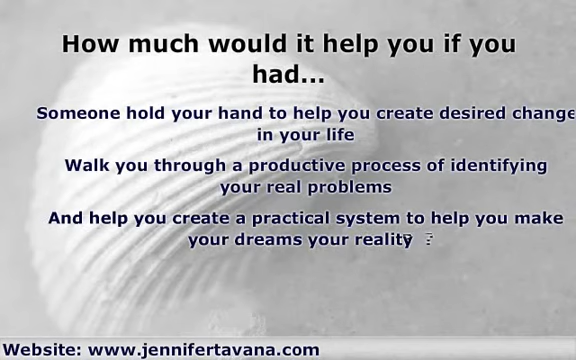 How much would it help you if you
had...
Someone hold your hand to help you create desired change
in your life
Walk you through a productive process of identifying
your real problems
And help you create a practical system to help you make
your dreams your reality ?
Website: www.jennifertavana.com